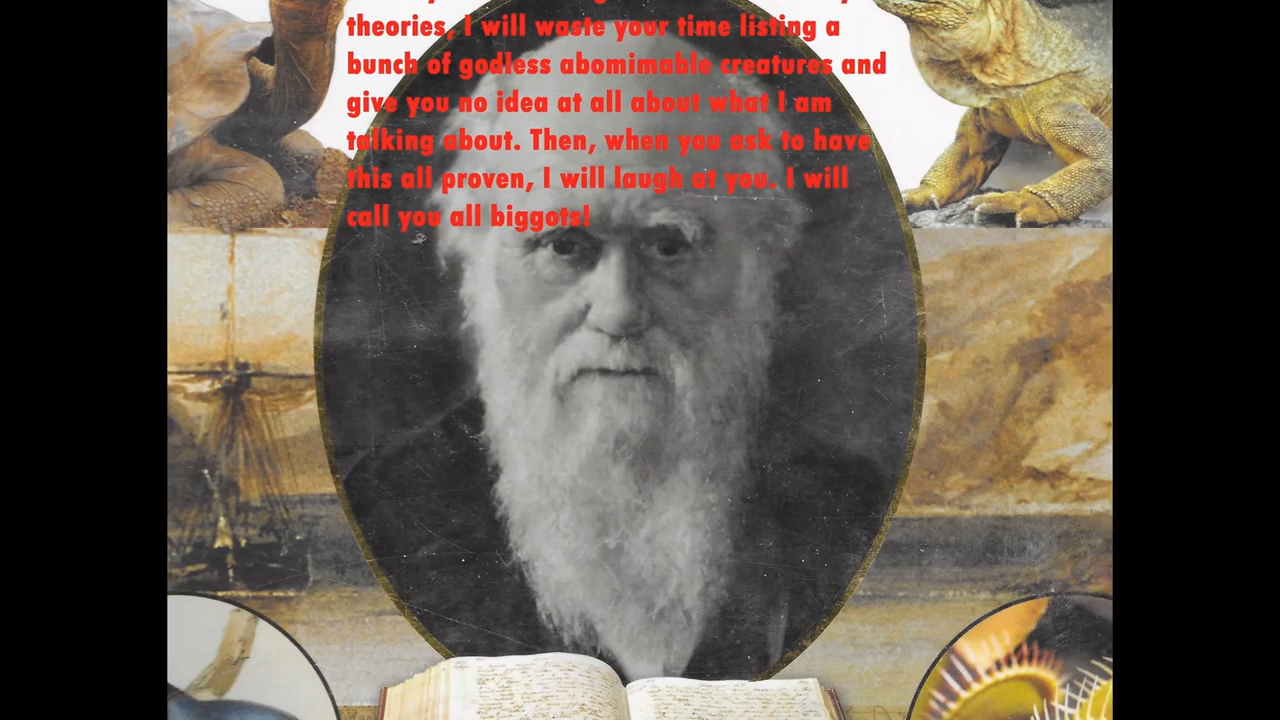 theories, I will waste your time listing a
bunch of godless abomimable creatures and
give you no idea at all about what I am
talking about. Then, when you ask to have
this all proven, I will laugh at you. I will
call you all biggots!